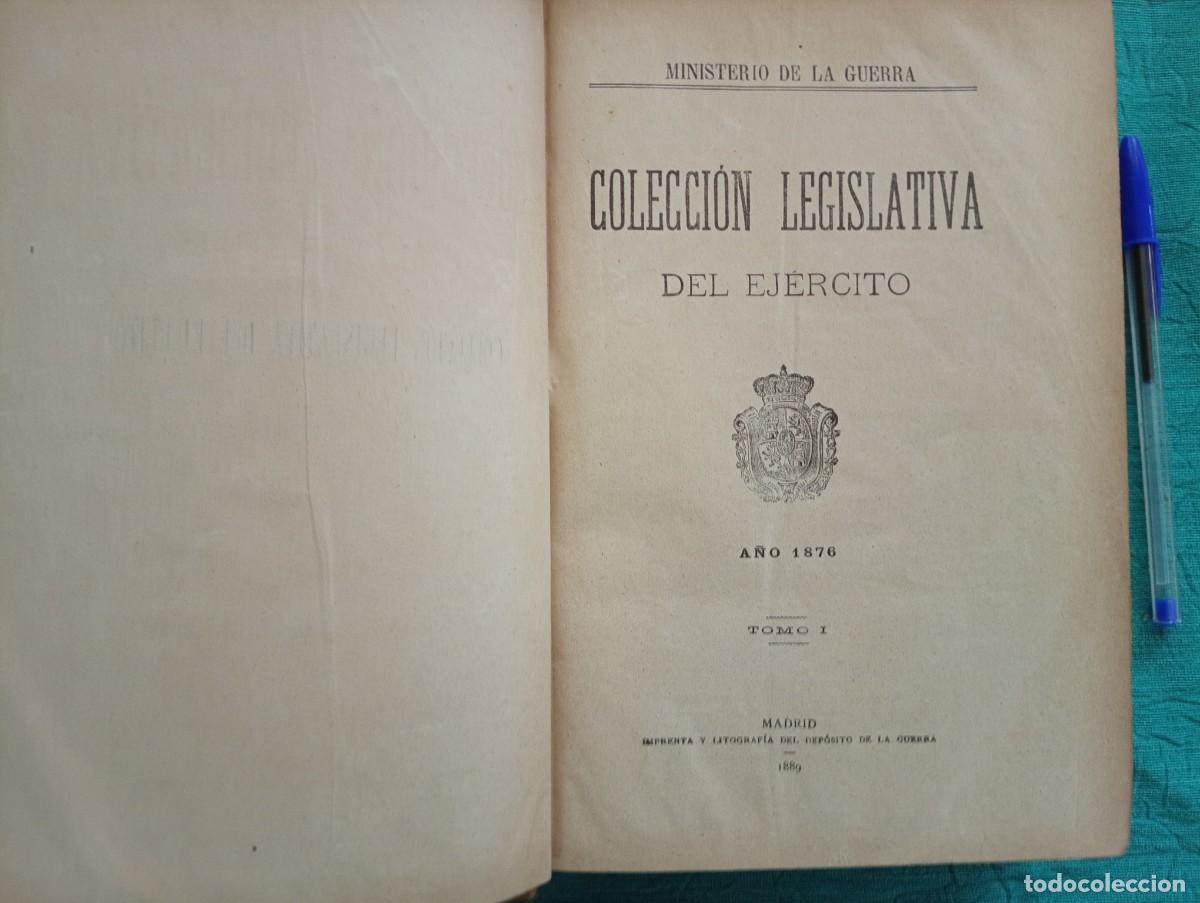 MINISTERIO DE LA GUERRA
COLECCIÓN LEGISLATIVA
DEL EJÉRCITO
AÑO 1876
TOMO I
MADRID
IMPRENTA Y LITOGRAFÍA DEL DEPÓSITO DE LA GUERRA
1889
todocoleccion